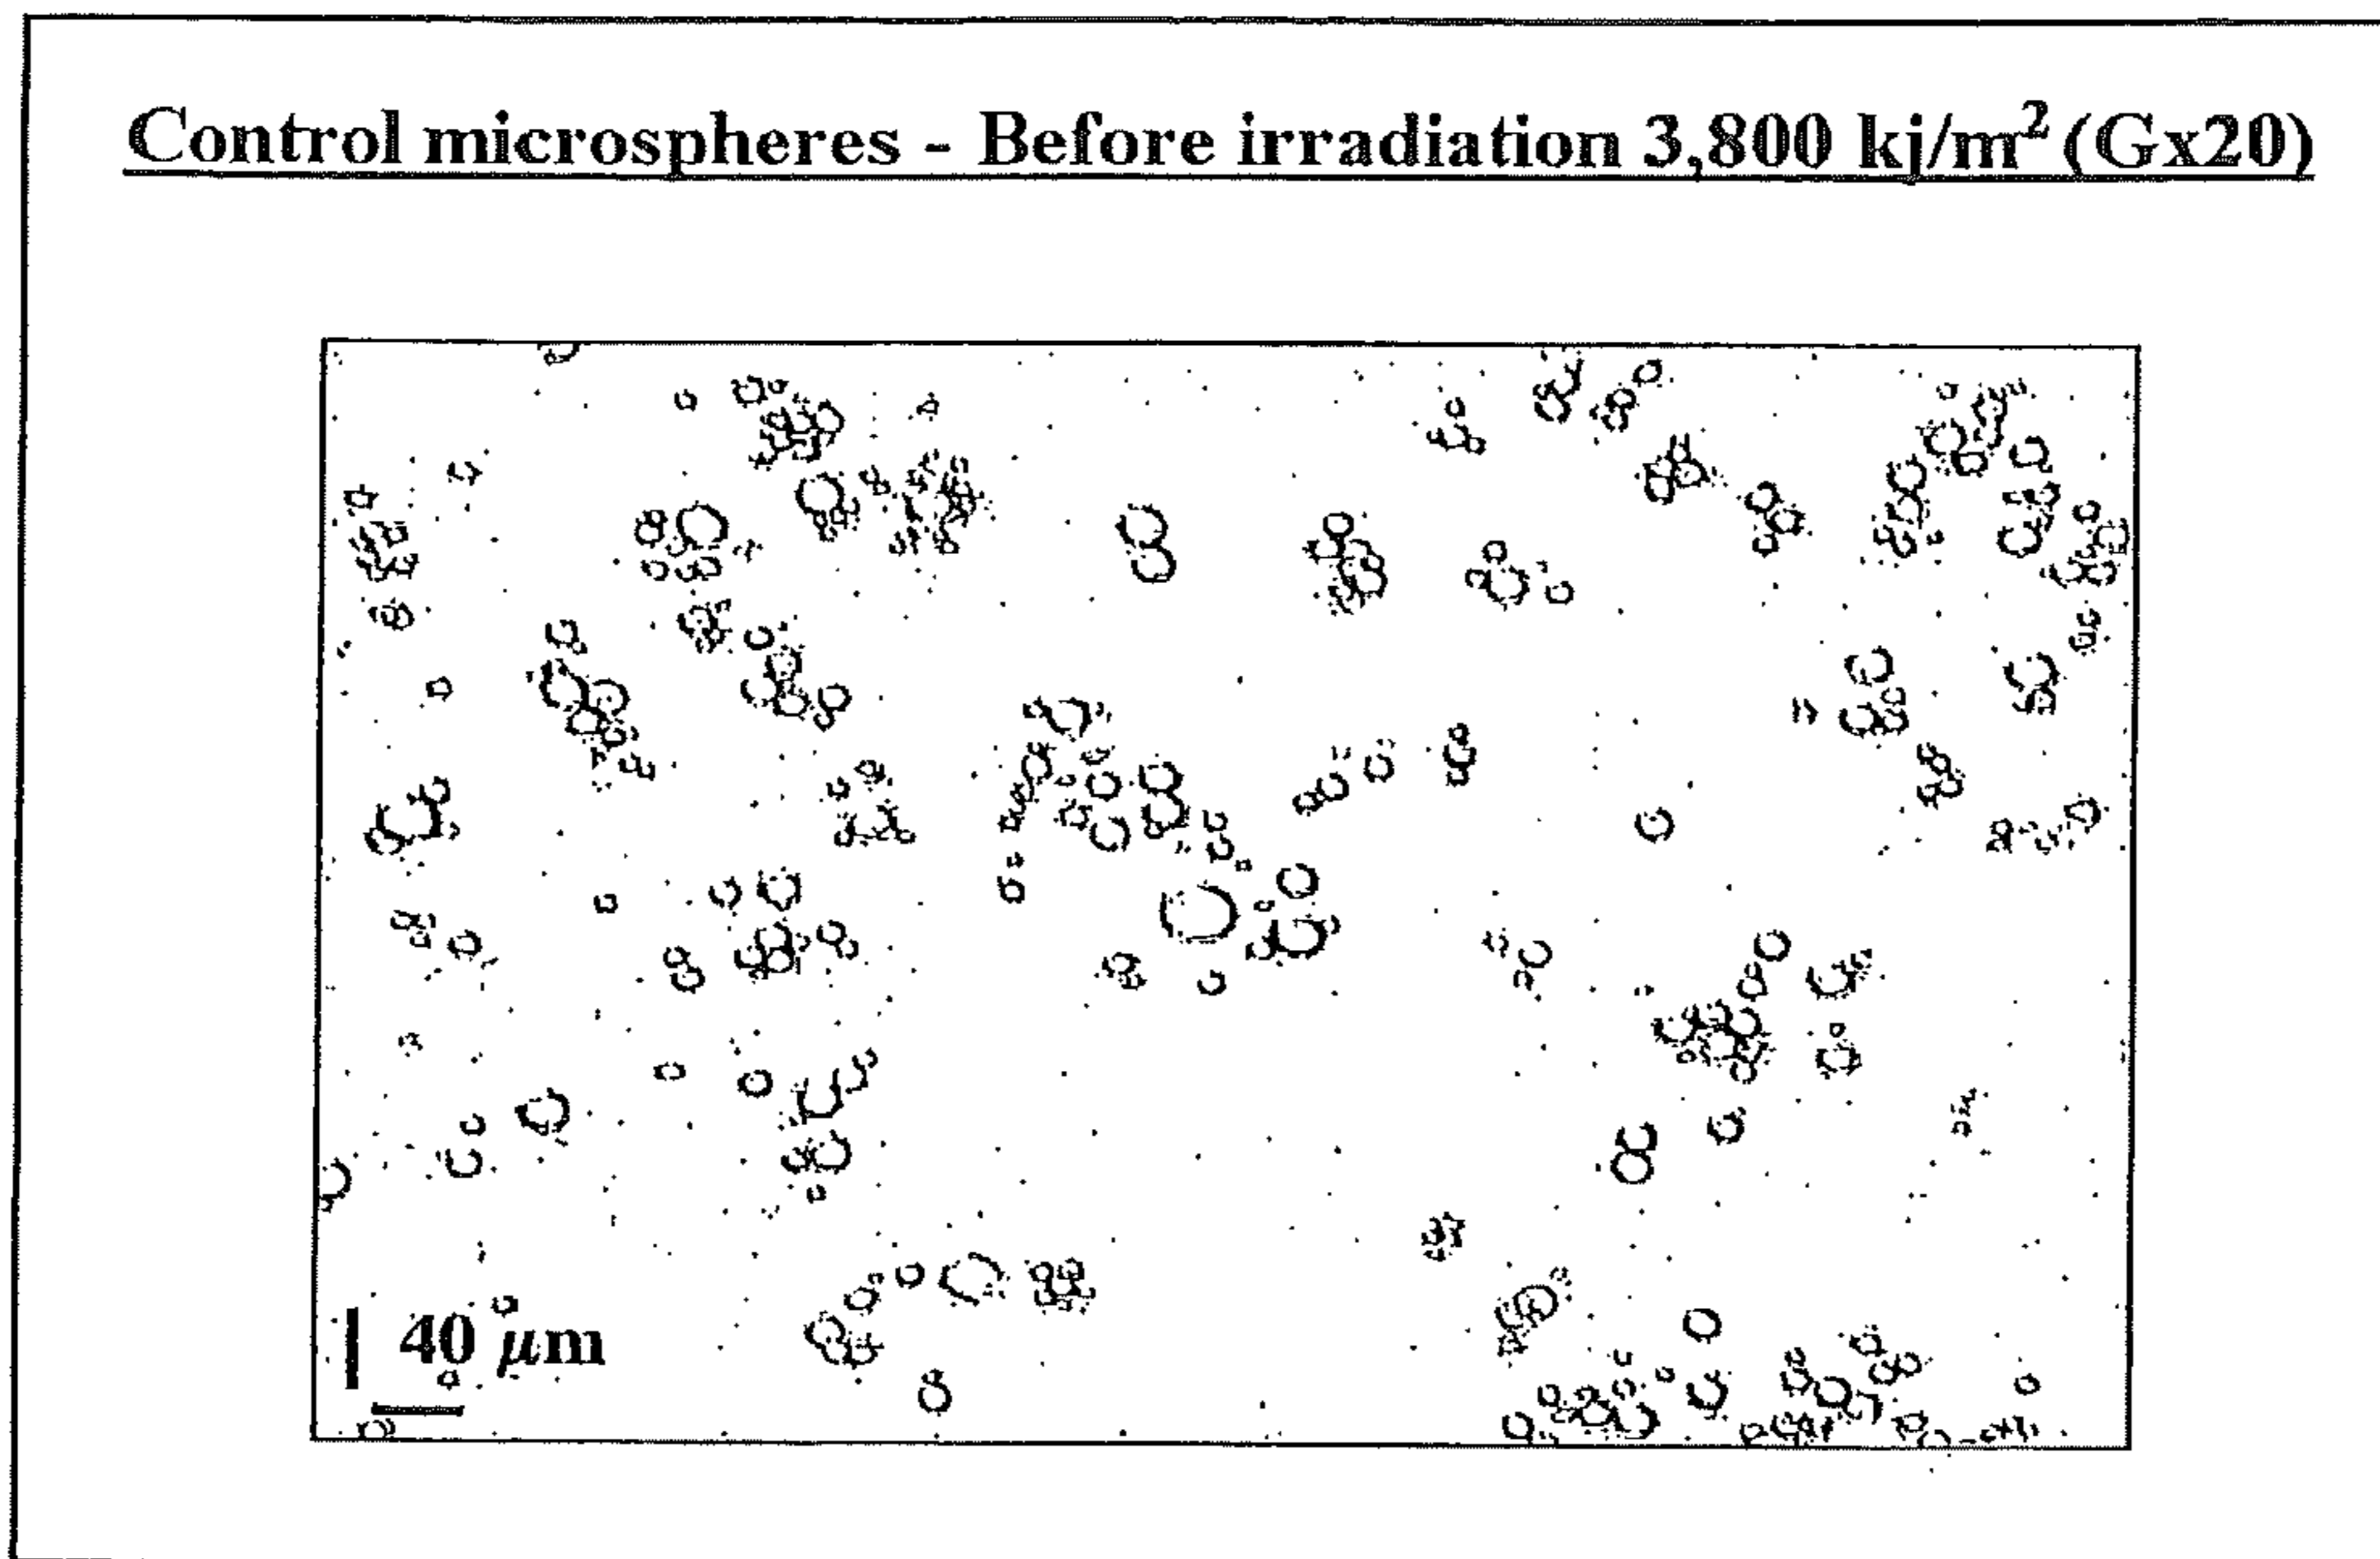 Control microspheres - Before irradiation 3,800 kj/m² (Gx20)
40 μm